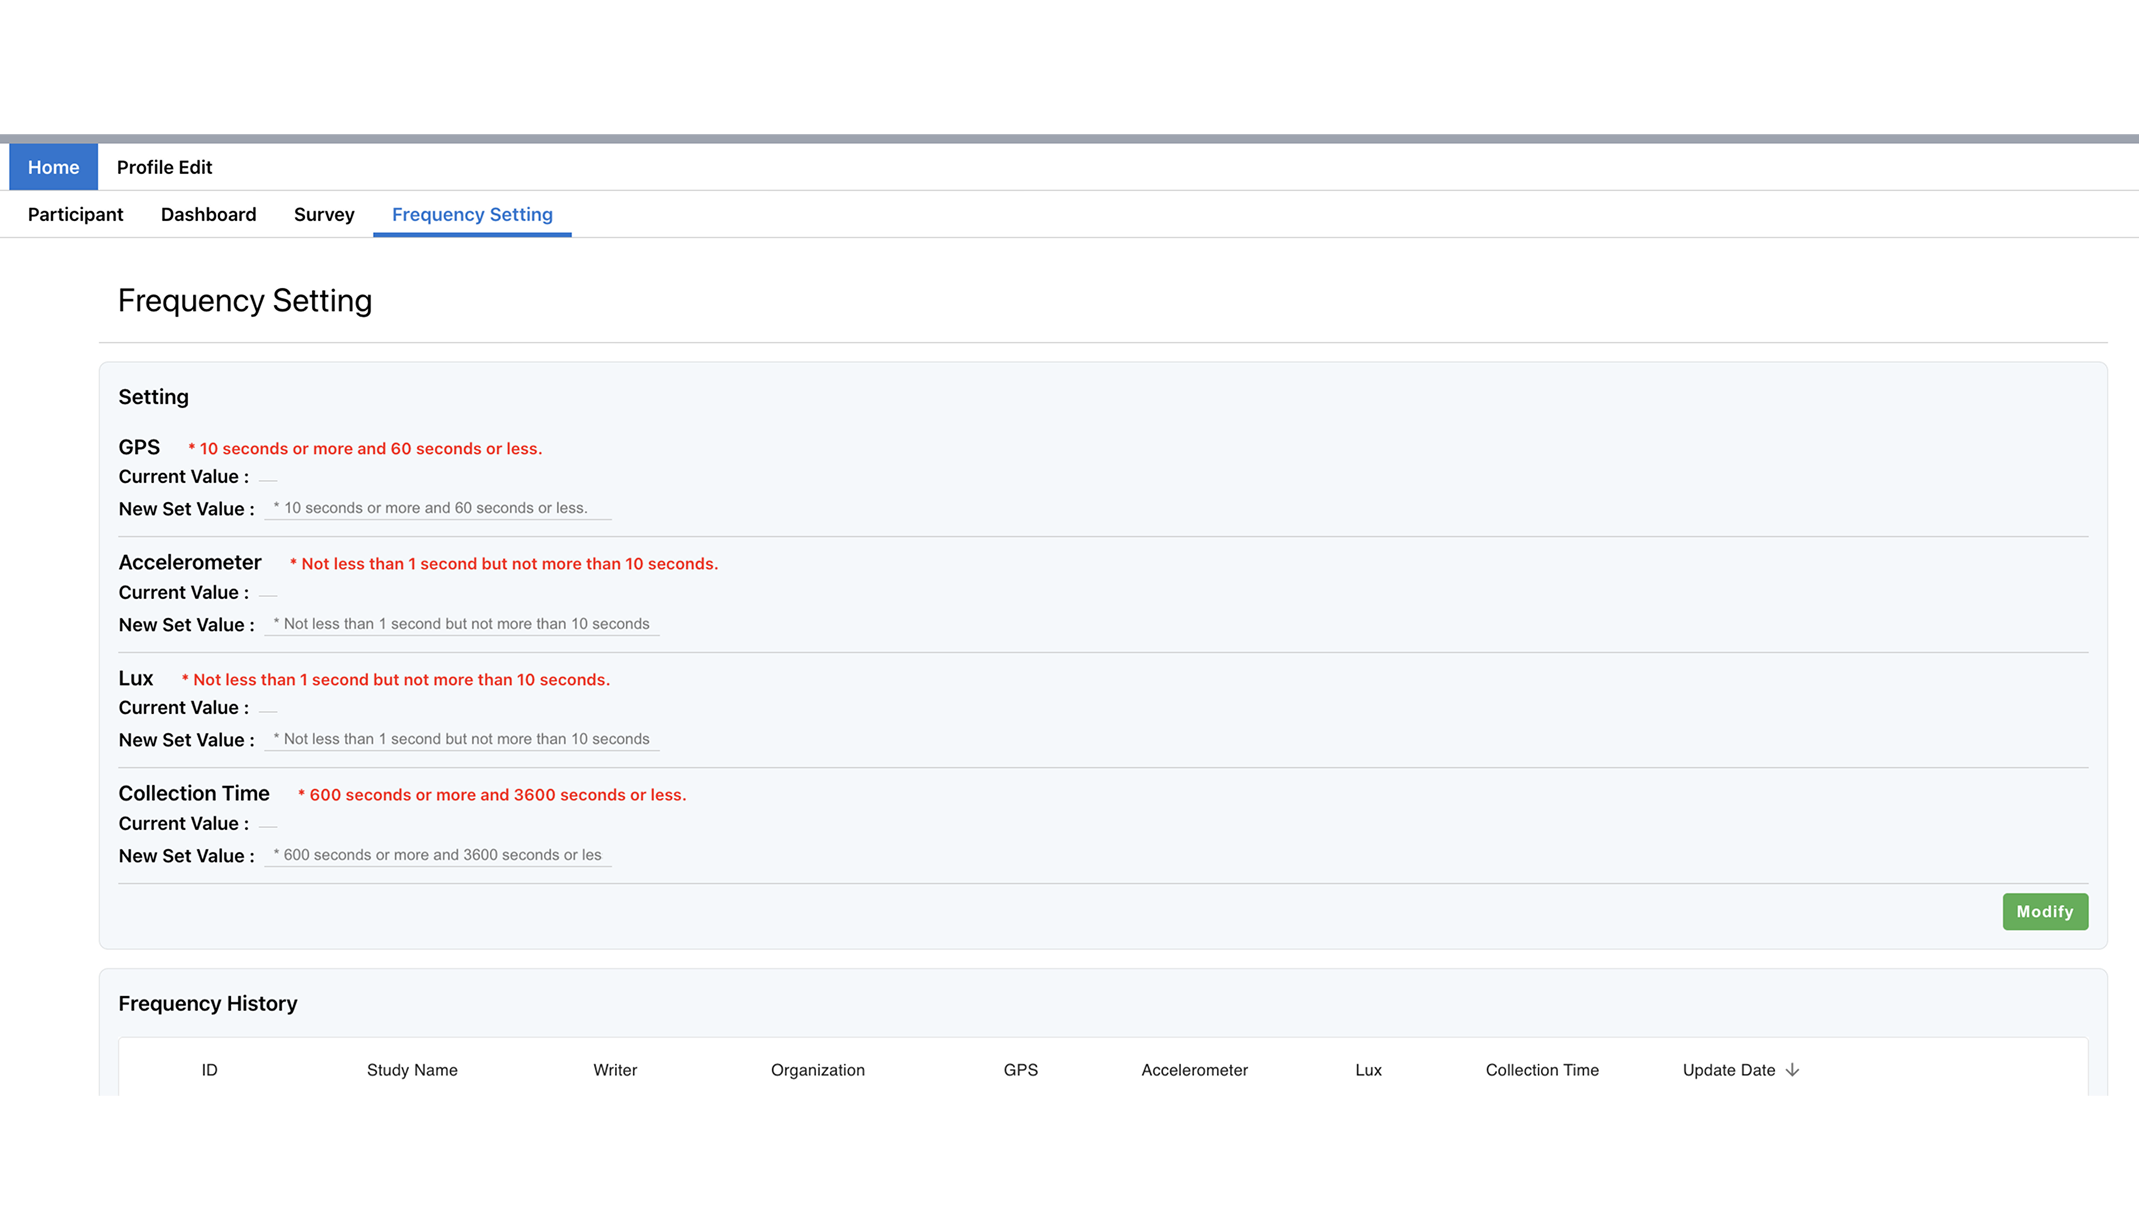 Home Profile Edit
Participant Dashboard Survey Frequency Setting
Frequency Setting
Setting
GPS * 10 seconds or more and 60 seconds or less.
Current Value :
New Set Value : * 10 seconds or more and 60 seconds or less.
Accelerometer * Not less than 1 second but not more than 10 seconds.
Current Value :
New Set Value : * Not less than 1 second but not more than 10 seconds
Lux * Not less than 1 second but not more than 10 seconds.
Current Value :
New Set Value : * Not less than 1 second but not more than 10 seconds
Collection Time * 600 seconds or more and 3600 seconds or less.
Current Value :
New Set Value : * 600 seconds or more and 3600 seconds or les
Modify
Frequency History
ID Study Name Writer Organization GPS Accelerometer Lux Collection Time Update Date ↓